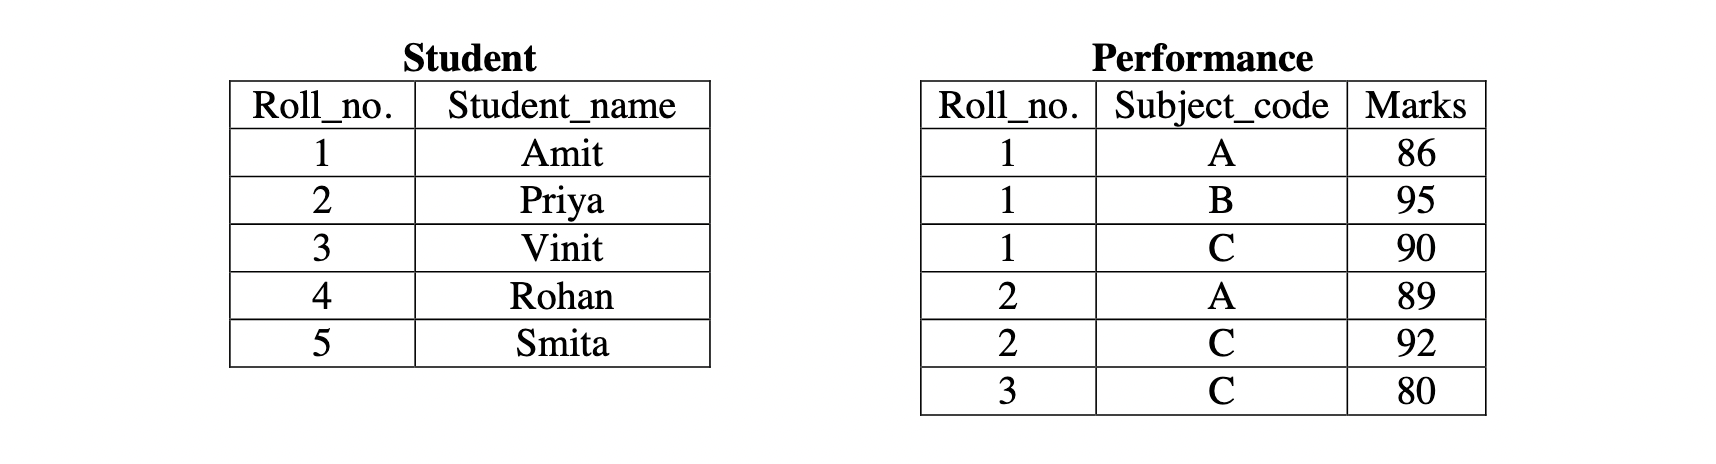 Student
Roll_no. Student_name
1 Amit
2 Priya
3 Vinit
4 Rohan
5 Smita
Performance
Roll_no. Subject_code Marks
1 A 86
1 B 95
1 C 90
2 A 89
2 C 92
3 C 80